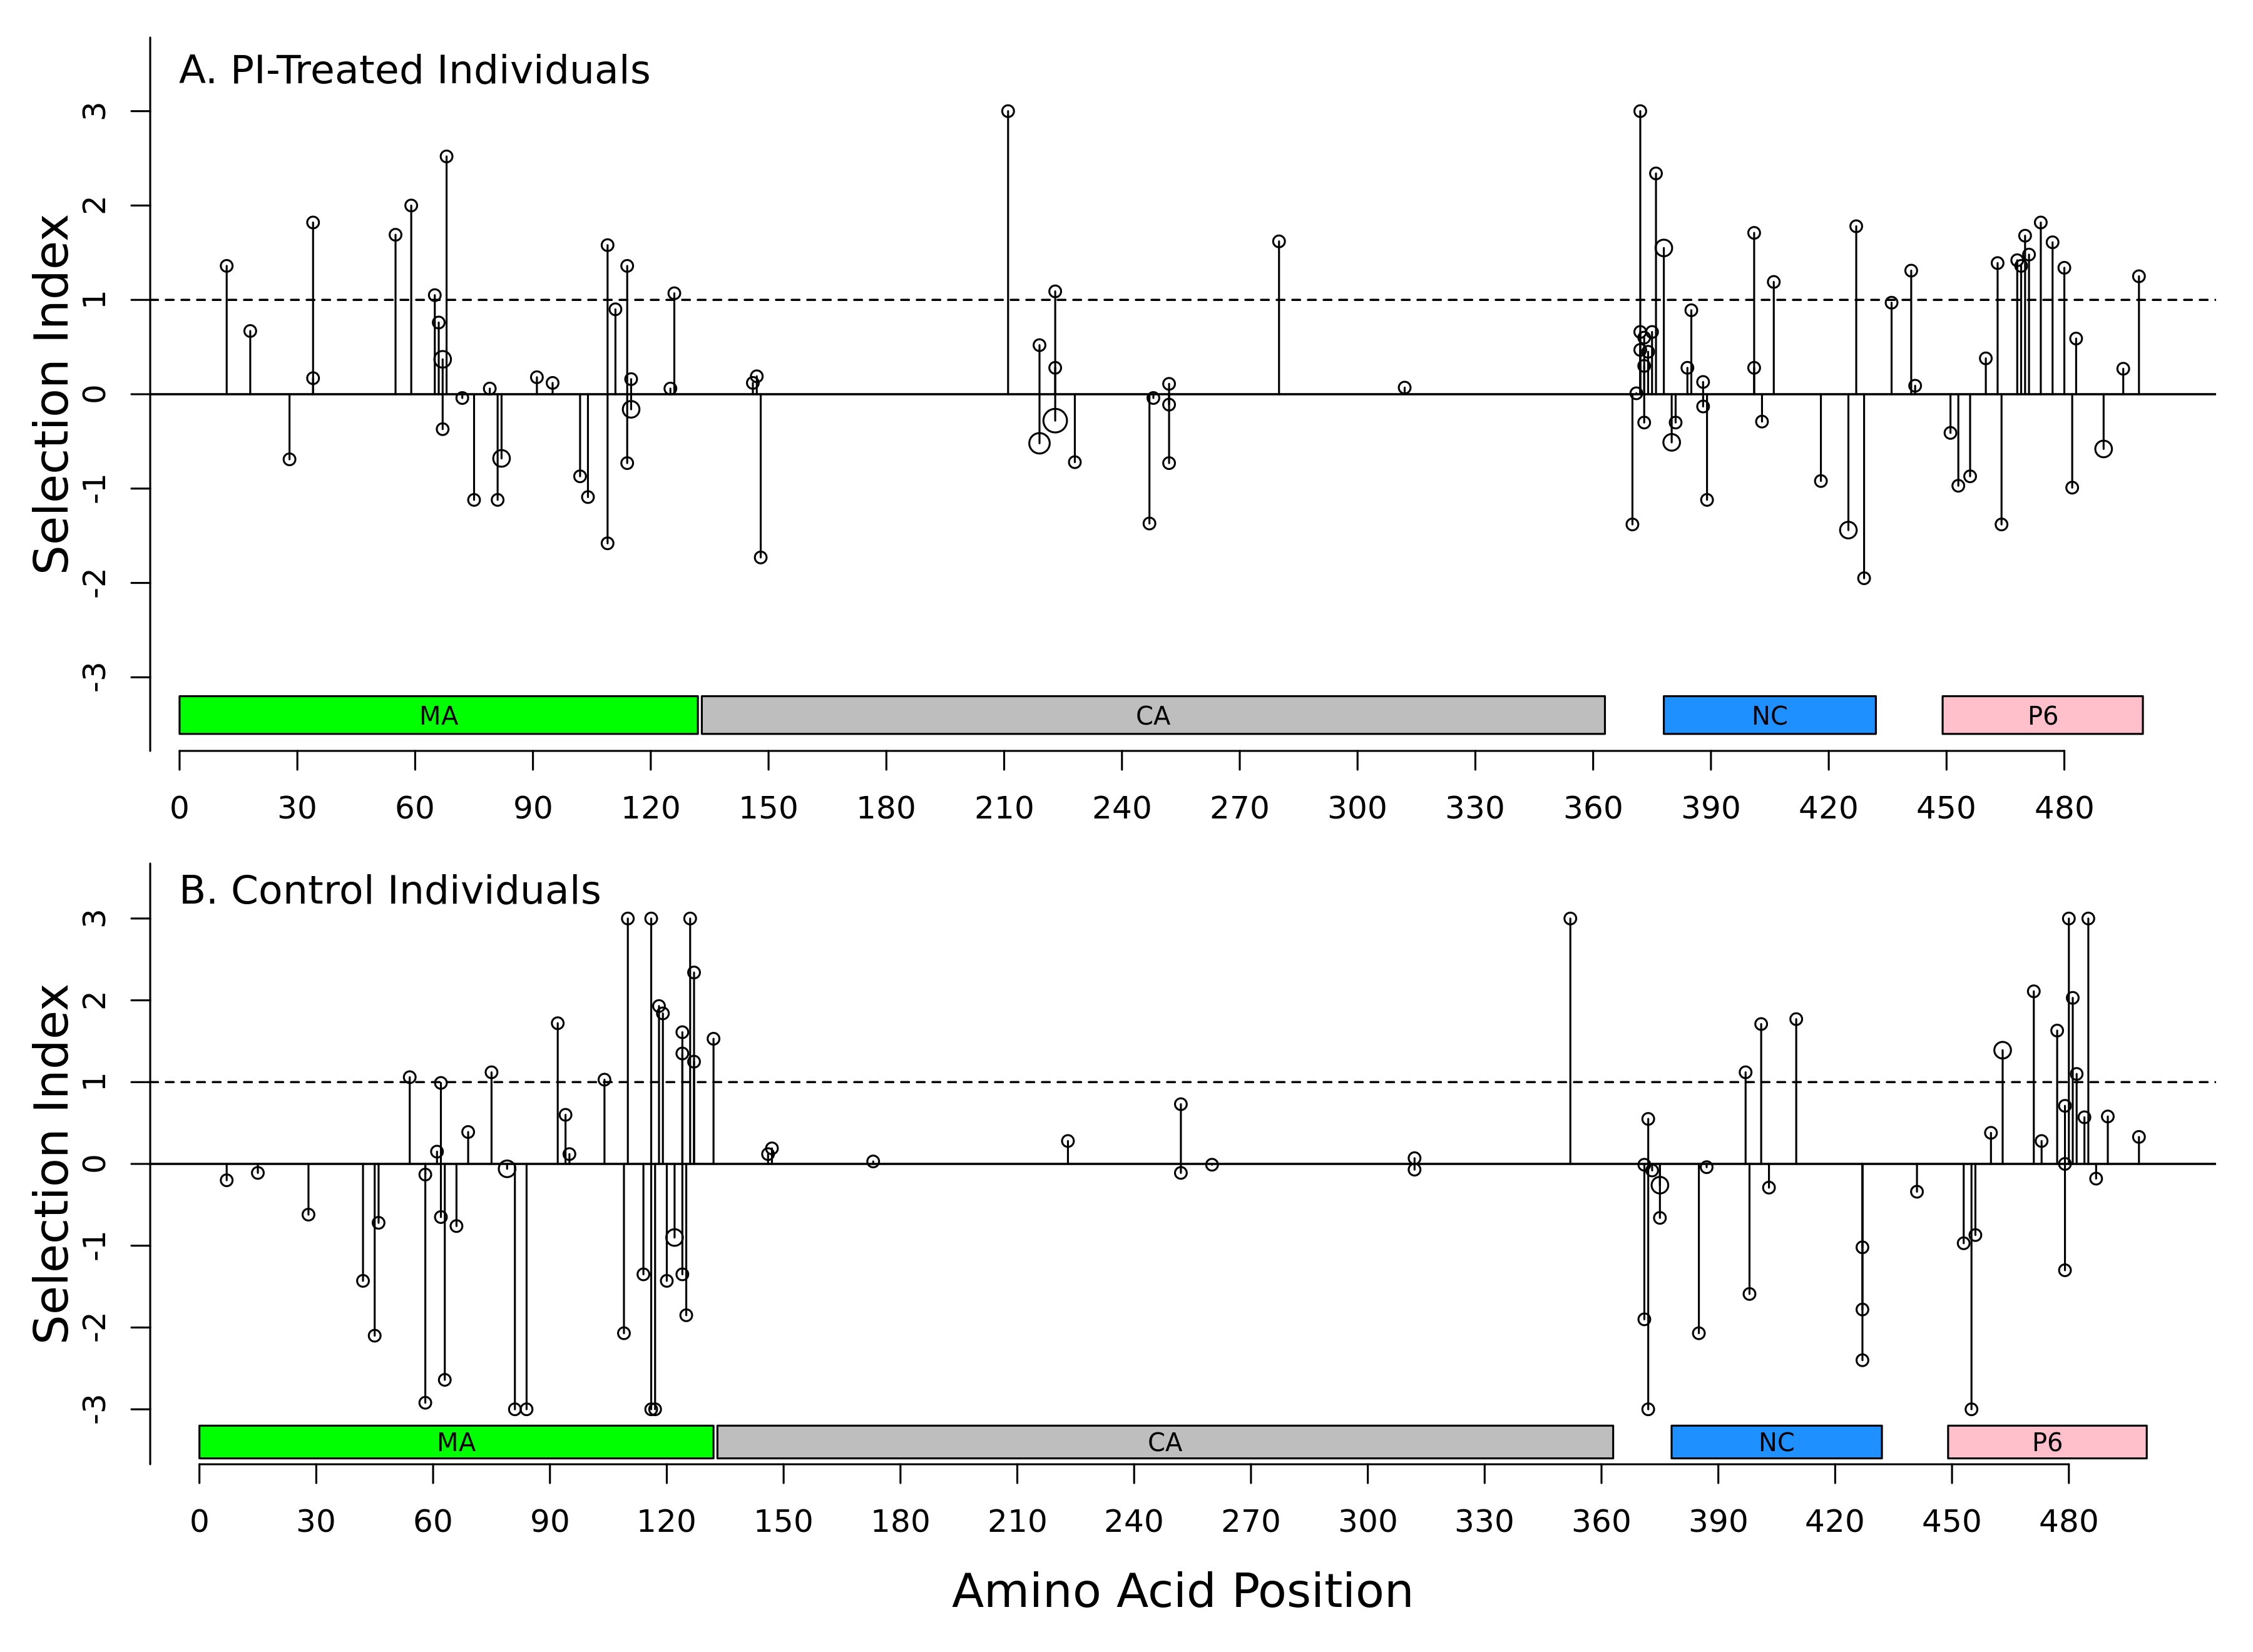 A. PI-Treated Individuals
Selection Index
3
2
1
0
-1
-2
-3
MA CA NC P6
0 30 60 90 120 150 180 210 240 270 300 330 360 390 420 450 480
B. Control Individuals
Selection Index
3
2
1
0
-1
-2
-3
MA CA NC P6
0 30 60 90 120 150 180 210 240 270 300 330 360 390 420 450 480
Amino Acid Position